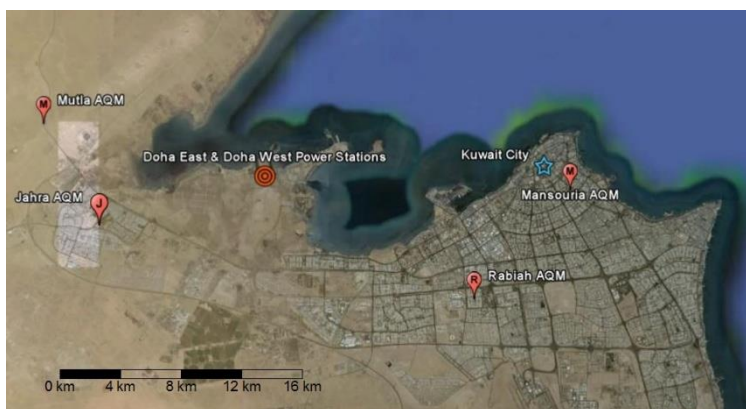 M
Mutla AQM
Doha East & Doha West Power Stations
Kuwait City
M
Jahra AQM
J
Mansouria AQM
R
Rabiah AQM
0 km 4 km 8 km 12 km 16 km